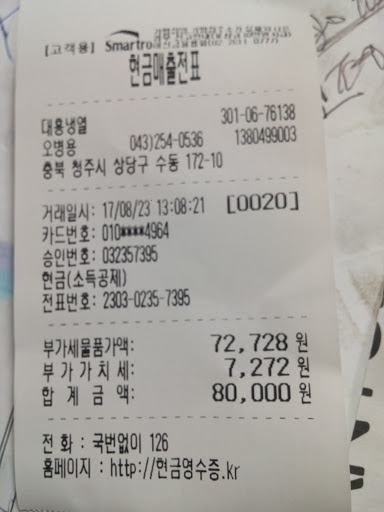 [고객용] Smartro
현금매출전표
301-06-76138
대흥냉열
오병용 043)254-0536 1380499003
충북 청주시 상당구 수동 172-10
거래일시: 17/08/23 13:08:21 [0020]
카드번호: 010****4964
승인번호: 032357395
현금(소득공제)
전표번호: 2303-0235-7395
부가세물품가액: 72,728 원
부 가 가 치 세: 7,272 원
합 계 금 액: 80,000 원
전 화 : 국번없이 126
홈페이지 : http://현금영수증.kr